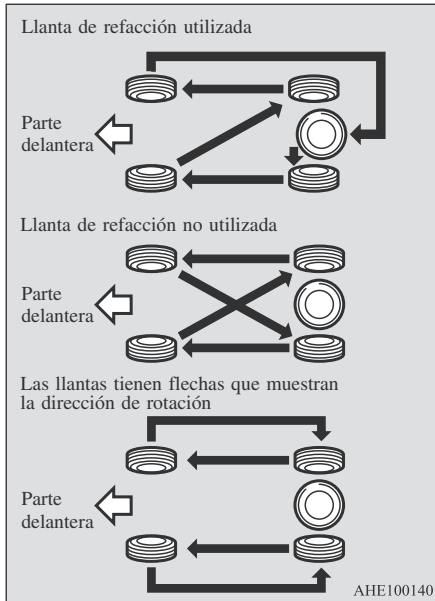 Llanta de refacción utilizada
Parte
delantera
Llanta de refacción no utilizada
Parte
delantera
Las llantas tienen flechas que muestran
la dirección de rotación
Parte
delantera
AHE100140